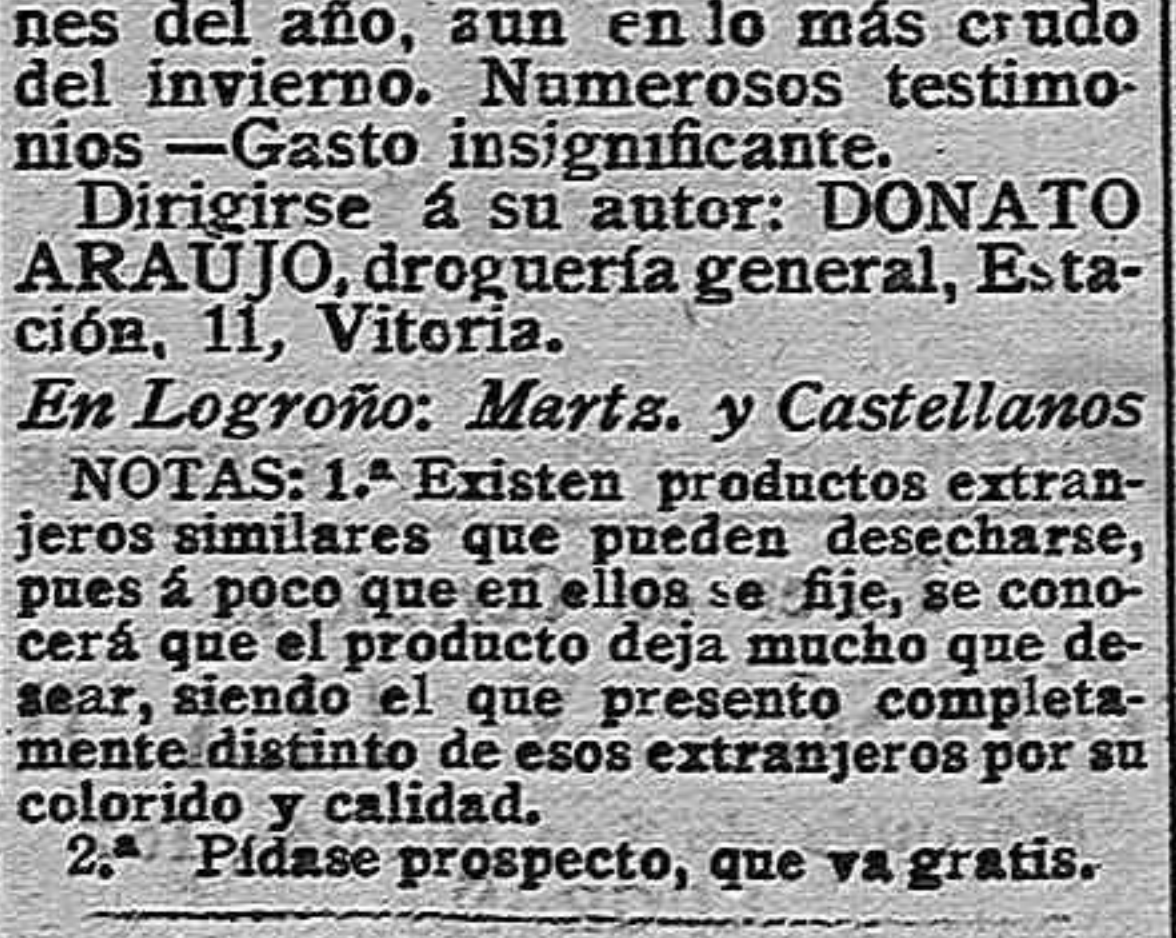 nes del año, aun en lo más crudo
del invierno. Numerosos testimo-
nios —Gasto insignificante.
Dirigirse á su autor: DONATO
ARAUJO, droguería general, Esta-
ción, 11, Vitoria.
En Logroño: Martz. y Castellanos
NOTAS: 1.ª Existen productos extran-
jeros similares que pueden desecharse,
pues á poco que en ellos se fije, se cono-
cerá que el producto deja mucho que de-
sear, siendo el que presento completa-
mente distinto de esos extranjeros por su
colorido y calidad.
2.ª Pídase prospecto, que va gratis.